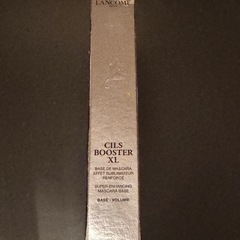 LANCÔME
CILS
BOOSTER
XL
BASE DE MASCARA
EFFET SUBLIMATEUR
RENFORCÉ
SUPER-ENHANCING
MASCARA BASE
BASE - VOLUME